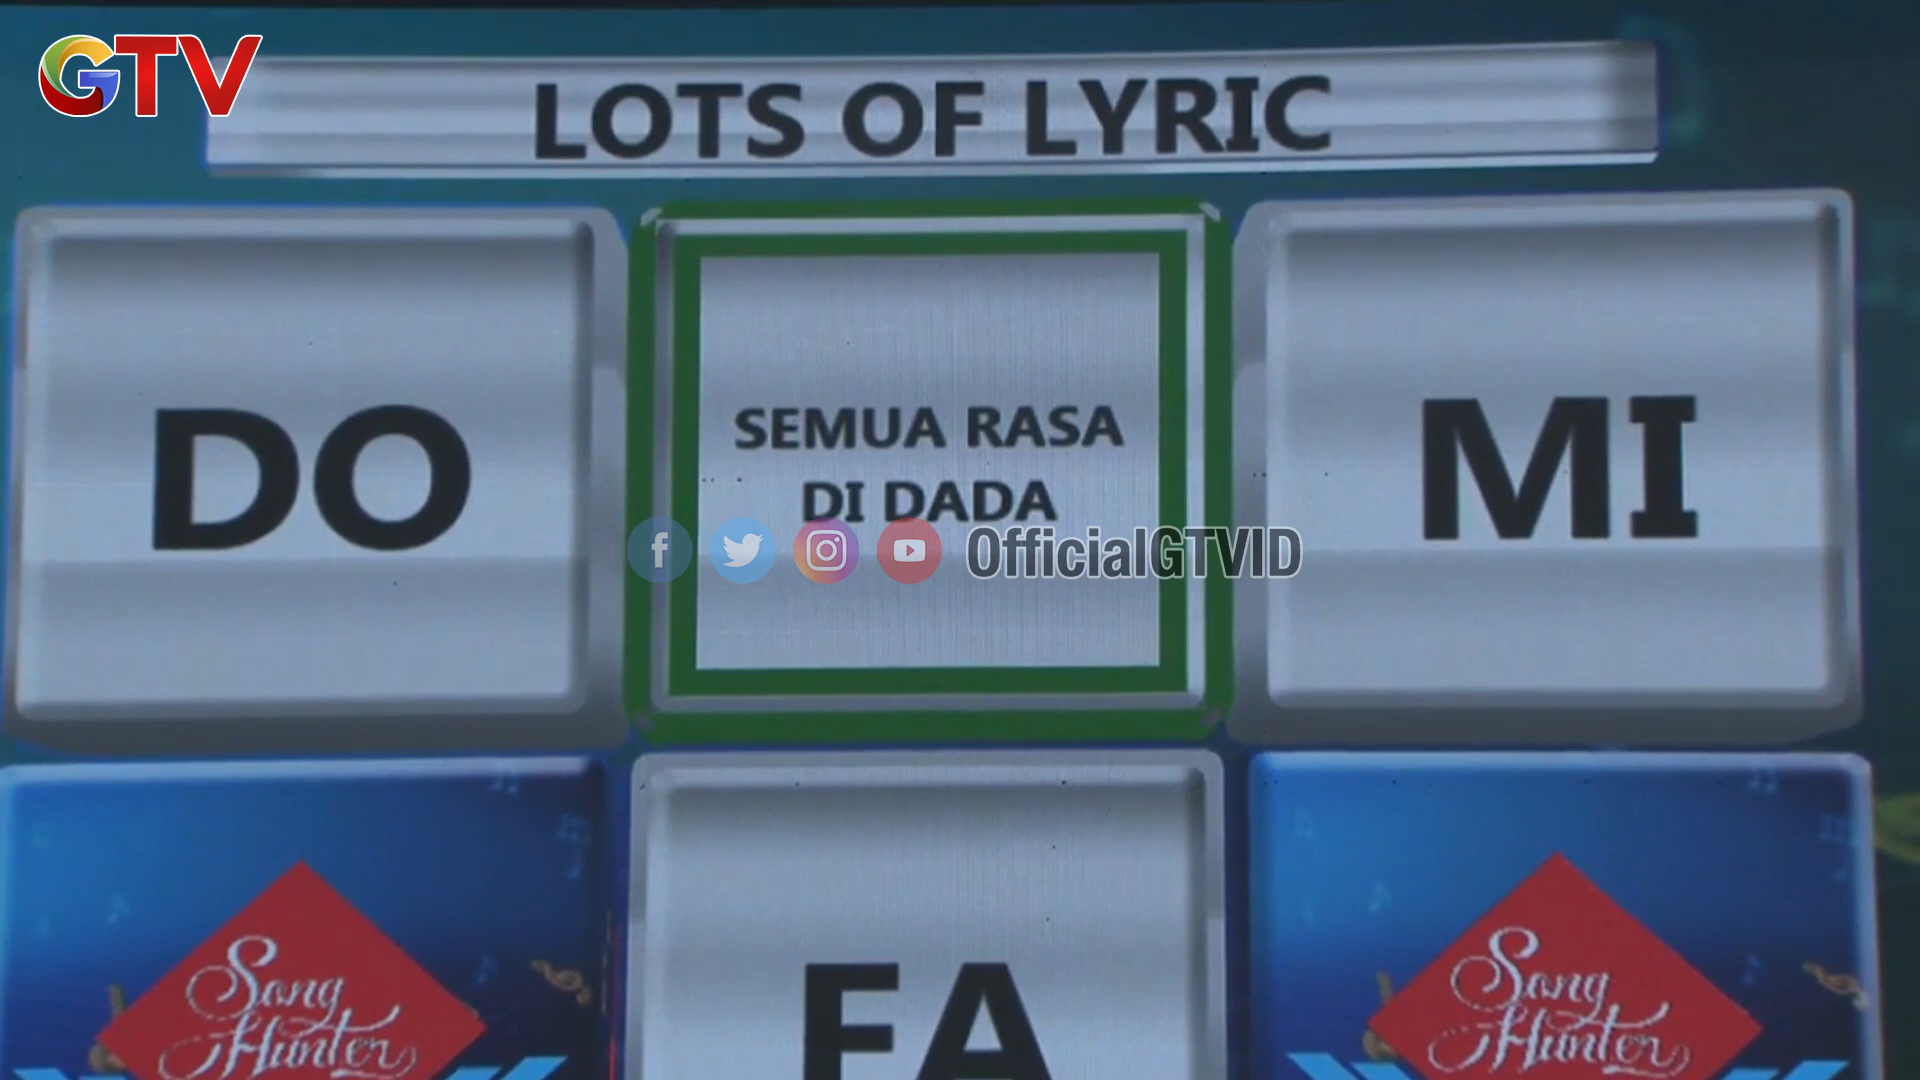 GTV
LOTS OF LYRIC
DO
SEMUA RASA
DI DADA
MI
OfficialGTVID
FA
Song
Hunter
Song
Hunter